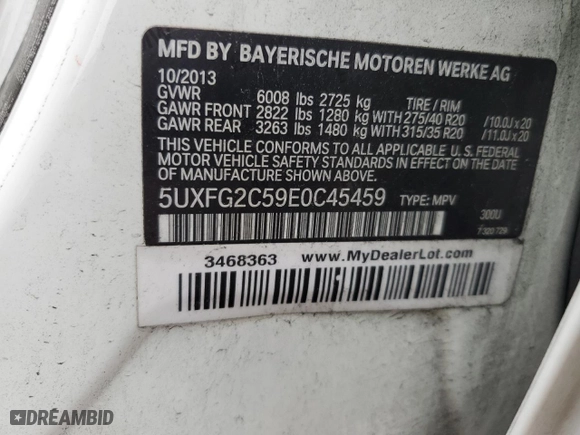 MFD BY BAYERISCHE MOTOREN WERKE AG
10/2013
GVWR 6008 lbs 2725 kg TIRE / RIM
GAWR FRONT 2822 lbs 1280 kg WITH 275/40 R20 /10.0J x 20
GAWR REAR 3263 lbs 1480 kg WITH 315/35 R20 /11.0J x 20
THIS VEHICLE CONFORMS TO ALL APPLICABLE U. S. FEDERAL
MOTOR VEHICLE SAFETY STANDARDS IN EFFECT ON THE DATE OF
MANUFACTURE SHOWN ABOVE.
5UXFG2C59E0C45459 TYPE: MPV 300U
7 320 729
3468363 www.MyDealerLot.com
DREAMBID